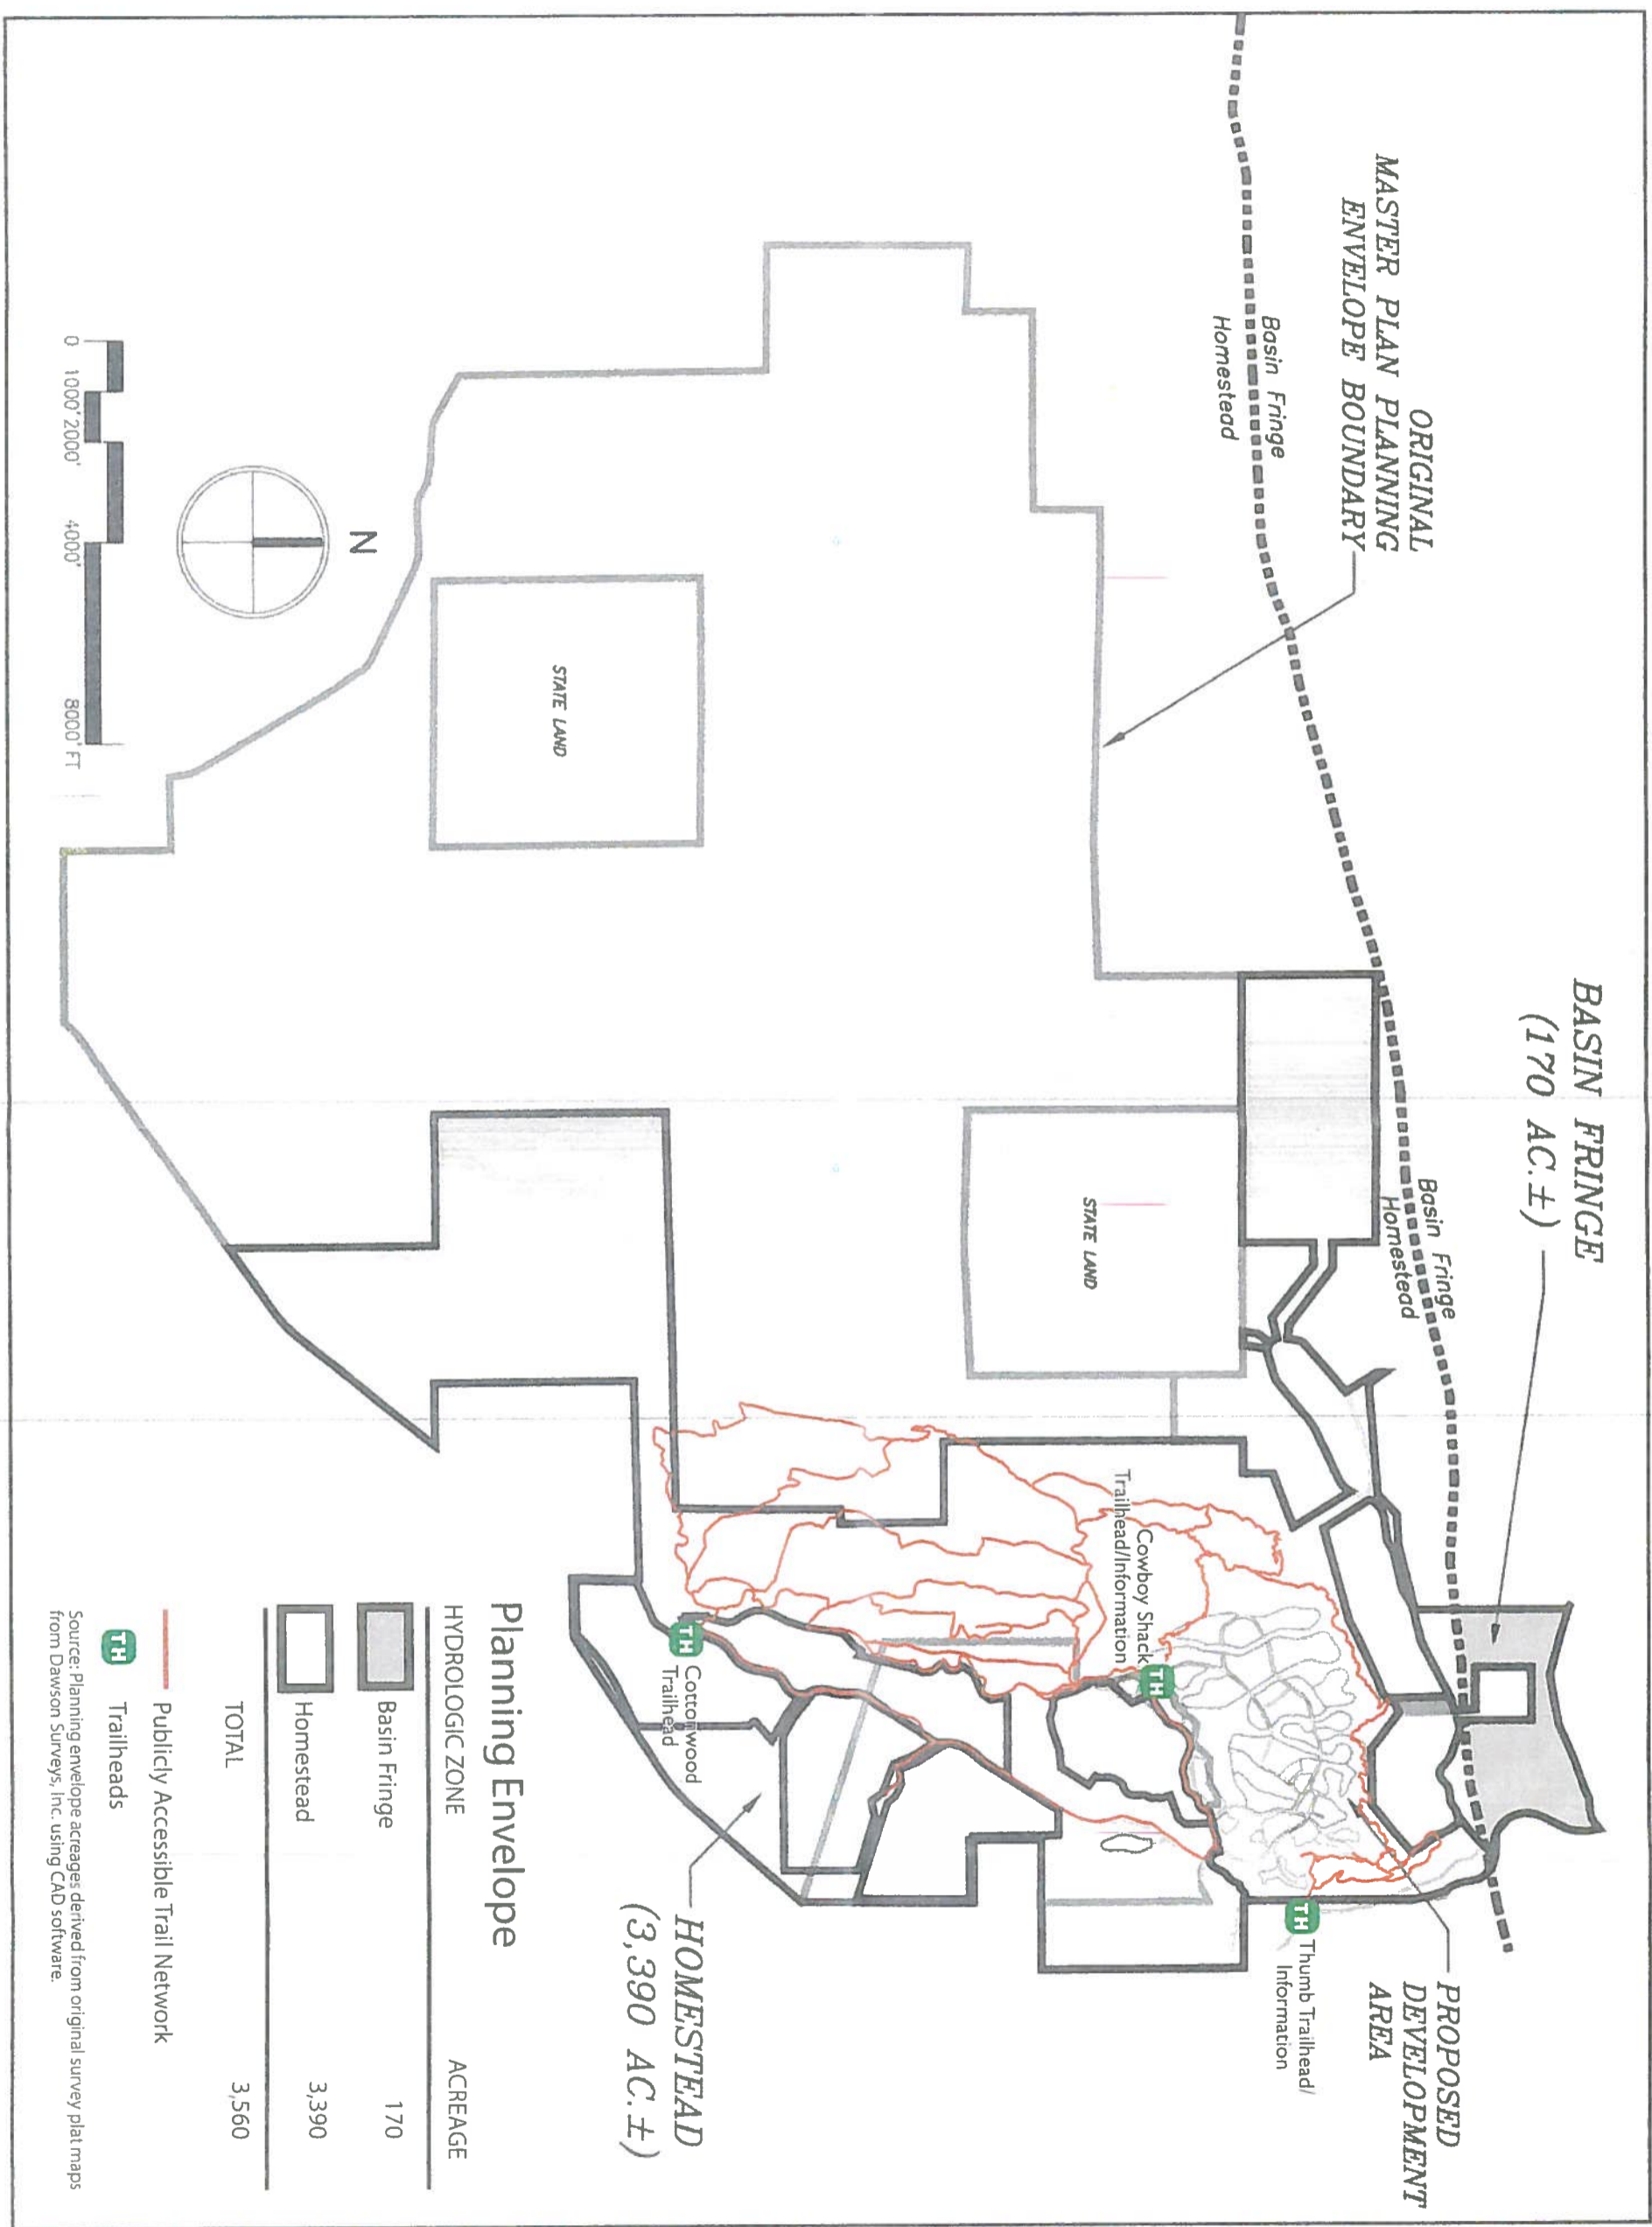 BASIN FRINGE
(170 AC.±)
ORIGINAL
MASTER PLAN PLANNING
ENVELOPE BOUNDARY
Basin Fringe
Homestead
Basin Fringe
Homestead
PROPOSED
DEVELOPMENT
AREA
Thumb Trailhead/
Information
Cowboy Shack
Trailhead/Information
TH
TH
STATE LAND
STATE LAND
TH
Cottonwood
Trailhead
HOMESTEAD
(3,390 AC.±)
N
0 1000' 2000' 4000' 8000' FT
Planning Envelope
HYDROLOGIC ZONE ACREAGE
Basin Fringe 170
Homestead 3,390
TOTAL 3,560
Publicly Accessible Trail Network
TH Trailheads
Source: Planning envelope acreages derived from original survey plat maps
from Dawson Surveys, Inc. using CAD software.